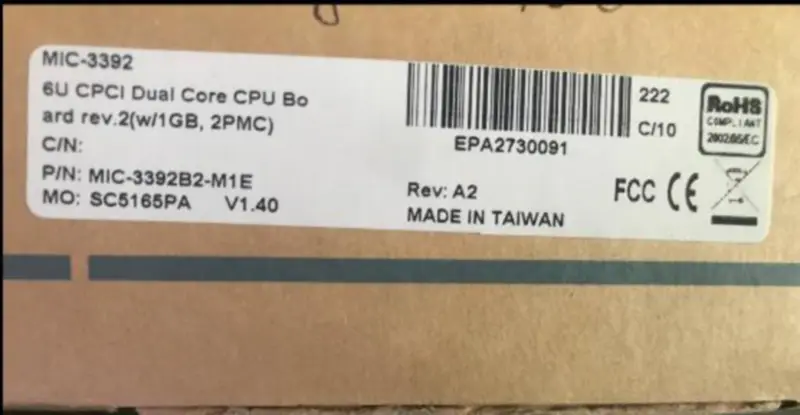 MIC-3392
6U CPCI Dual Core CPU Bo
ard rev.2(w/1GB, 2PMC)
C/N:
P/N: MIC-3392B2-M1E
MO: SC5165PA V1.40
EPA2730091
222
C/10
Rev: A2
MADE IN TAIWAN
FCC CE
RoHS
COMPLIANT
2002/95/EC